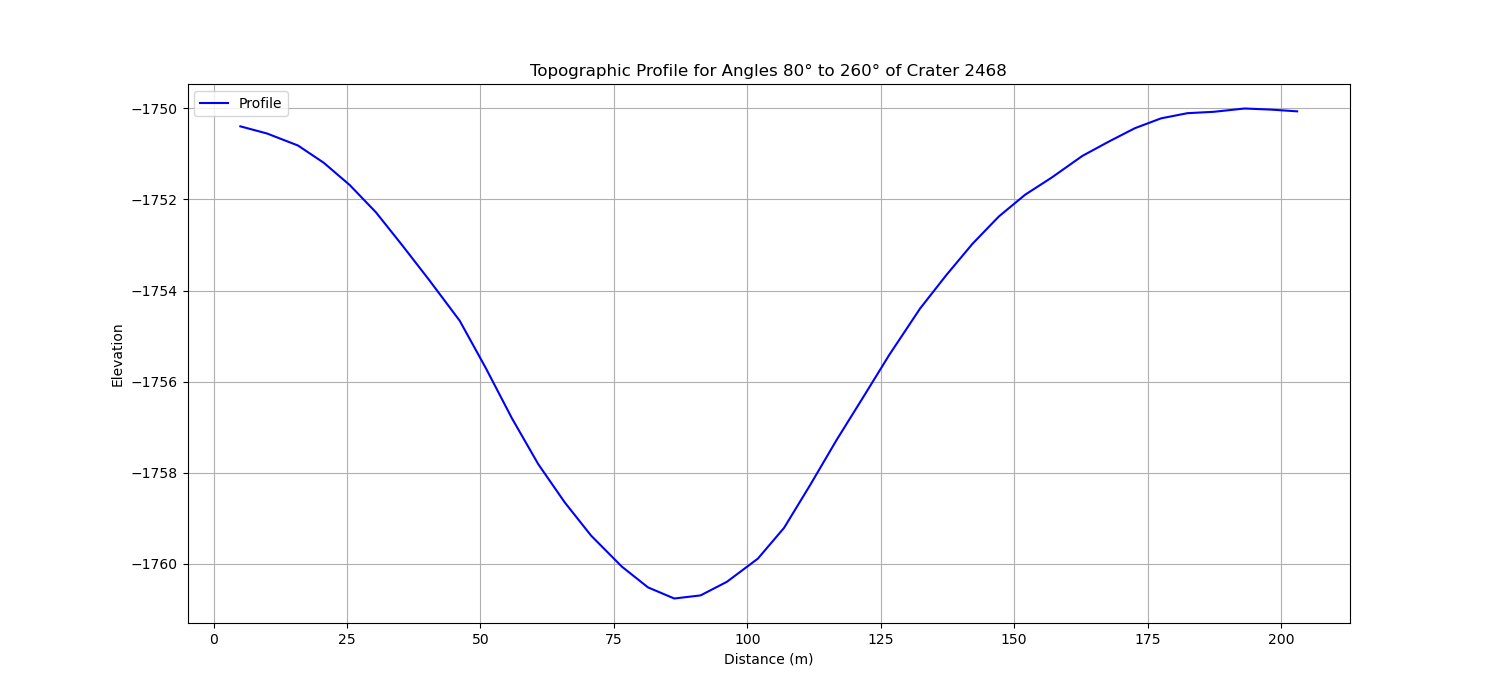 Topographic Profile for Angles 80° to 260° of Crater 2468
Profile
Elevation
−1750
−1752
−1754
−1756
−1758
−1760
0 25 50 75 100 125 150 175 200
Distance (m)